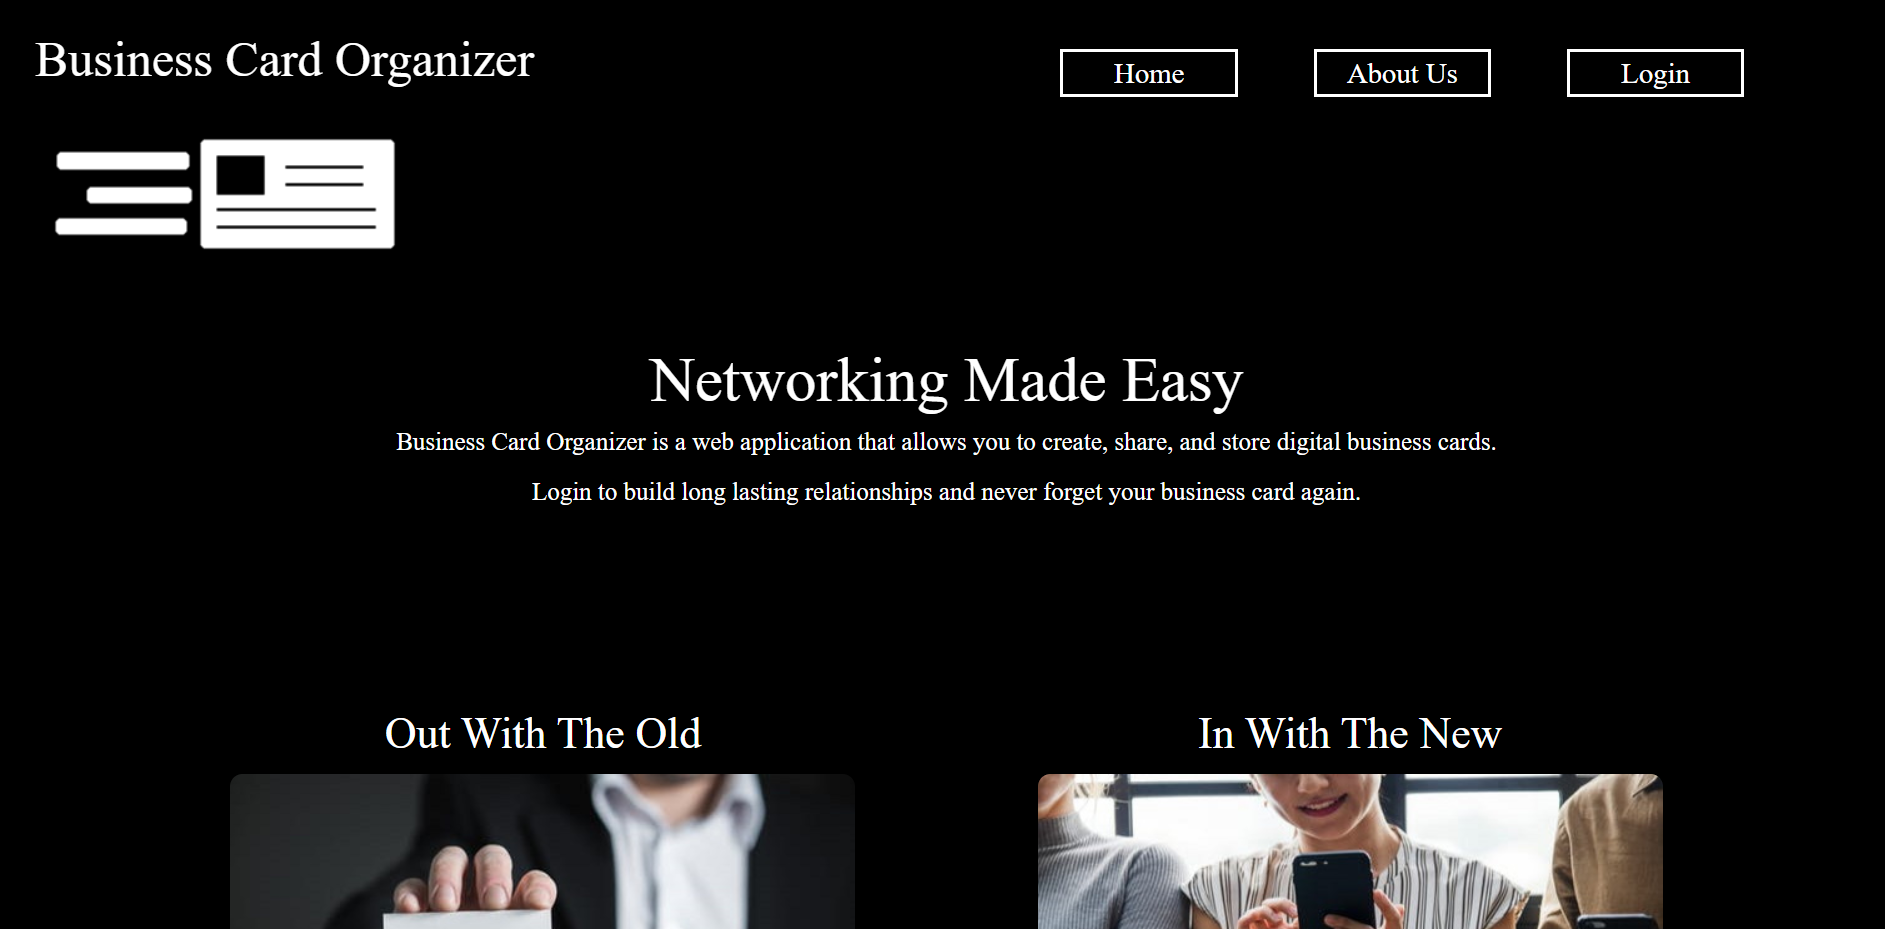 Business Card Organizer
Home
About Us
Login
Networking Made Easy
Business Card Organizer is a web application that allows you to create, share, and store digital business cards.
Login to build long lasting relationships and never forget your business card again.
Out With The Old
In With The New